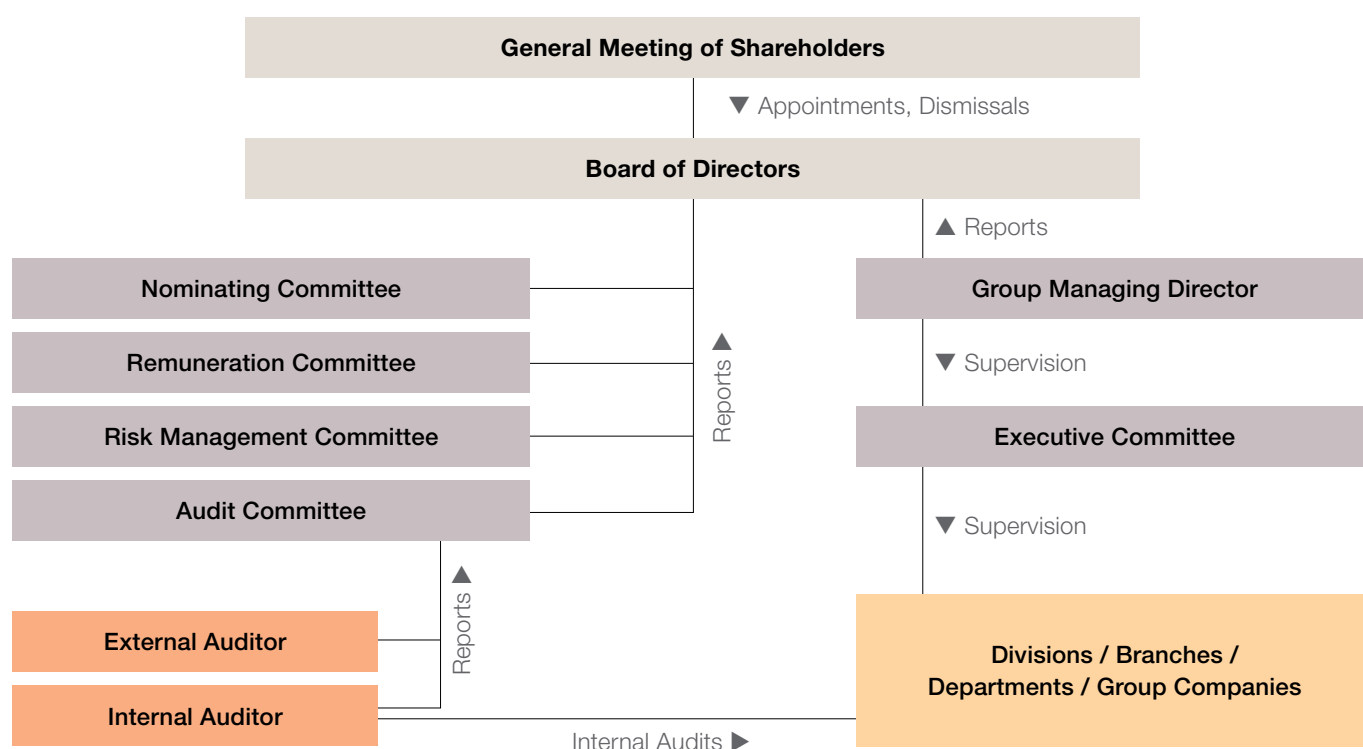 General Meeting of Shareholders
▼ Appointments, Dismissals
Board of Directors
▲ Reports
Nominating Committee
Group Managing Director
Remuneration Committee
Reports ▲
▼ Supervision
Risk Management Committee
Executive Committee
Audit Committee
▼ Supervision
Reports ▲
External Auditor
Divisions / Branches /
Departments / Group Companies
Internal Auditor
Internal Audits ▶